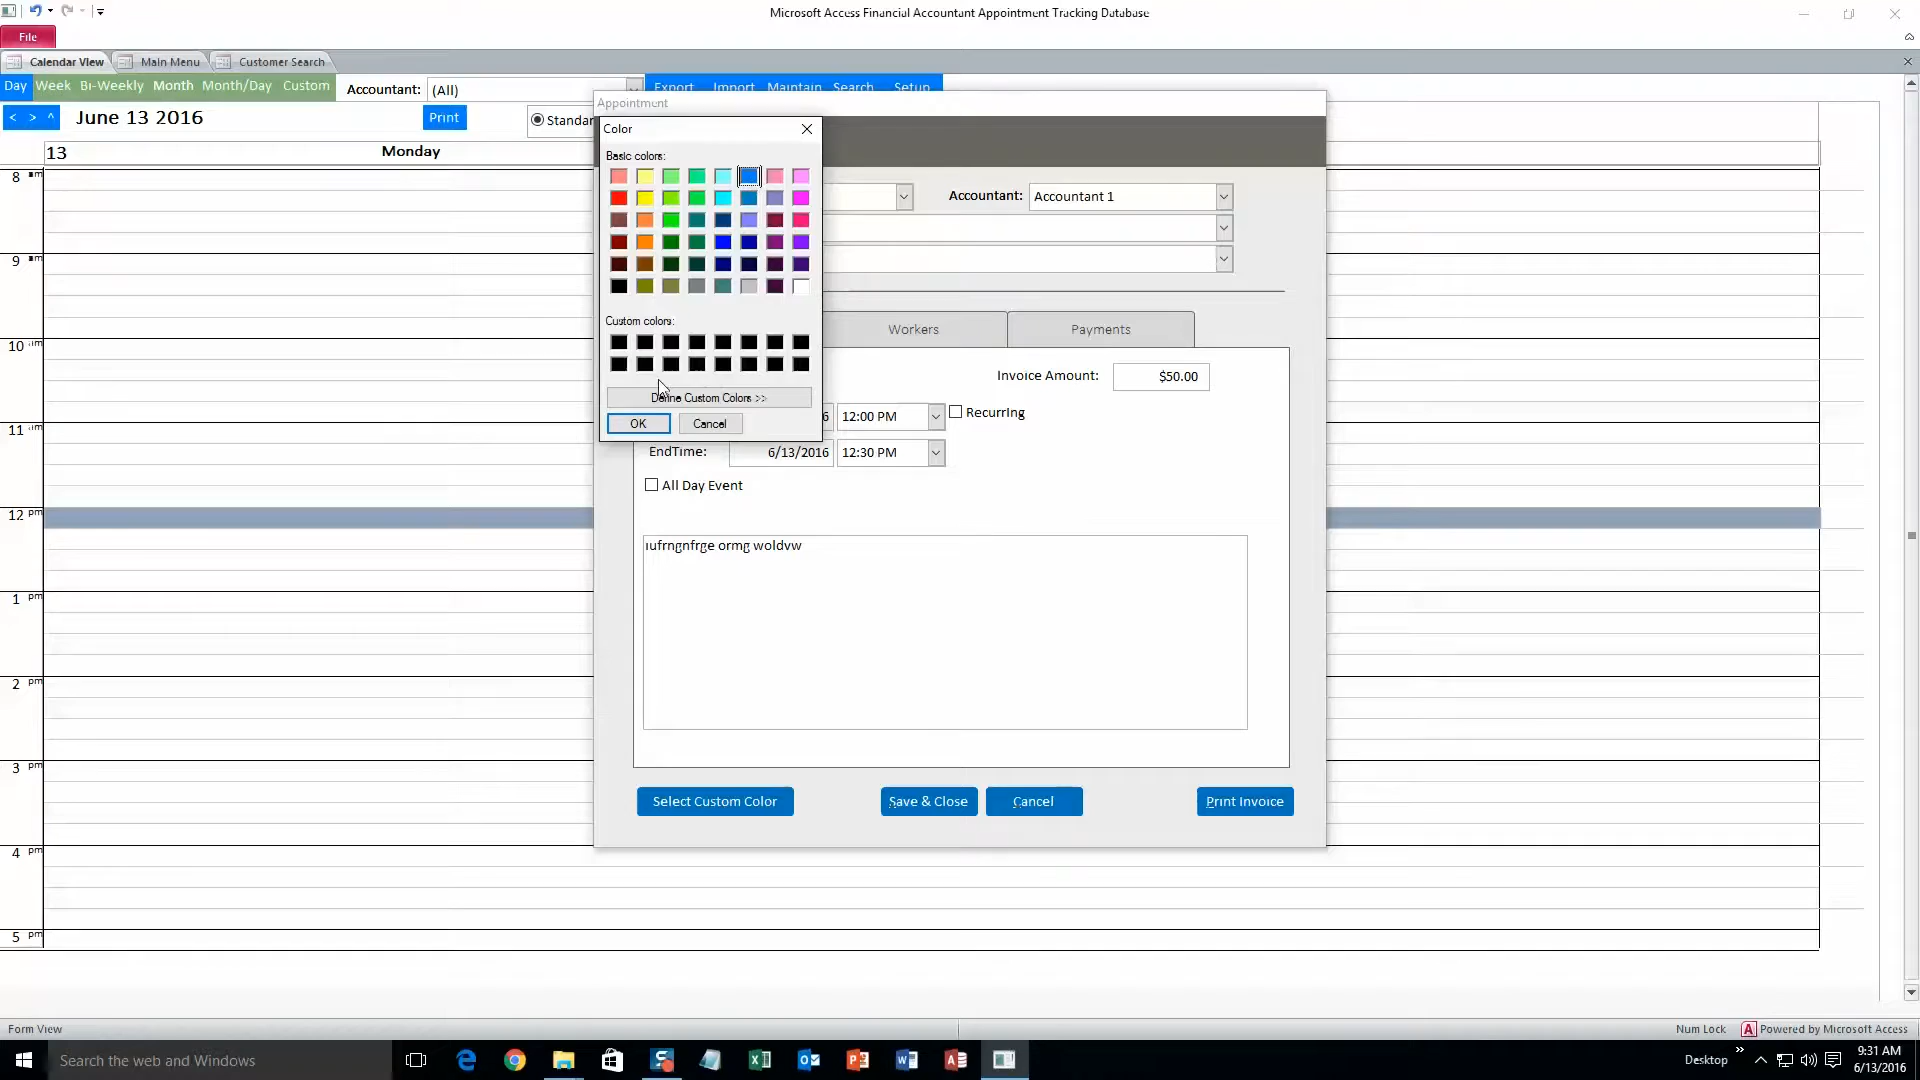 Microsoft Access Financial Accountant Appointment Tracking Database
File
Calendar View Main Menu Customer Search
Day Week Bi-Weekly Month Month/Day Custom Accountant: (All) Export Import Maintain Search Setup
< > ^ June 13 2016 Print
Appointment
Color
13 Monday
Basic colors:
Accountant: Accountant 1
8 am
9 am
10 am
11 am
12 pm
1 pm
2 pm
3 pm
4 pm
5 pm
Custom colors:
Workers Payments
Invoice Amount: $50.00
Define Custom Colors >>
OK Cancel
12:00 PM Recurring
EndTime: 6/13/2016 12:30 PM
All Day Event
iufrngnfrge ormg woldvw
Select Custom Color Save & Close Cancel Print Invoice
Form View Num Lock Powered by Microsoft Access
Search the web and Windows Desktop 9:31 AM
6/13/2016